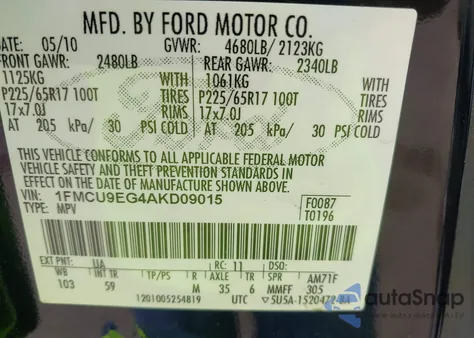 MFD. BY FORD MOTOR CO.
DATE: 05/10 GVWR: 4680LB/ 2123KG
FRONT GAWR: 2480LB REAR GAWR: 2340LB
1125KG WITH 1061KG WITH
P225/65R17 100T TIRES P225/65R17 100T TIRES
17x7.0J RIMS 17x7.0J RIMS
AT 205 kPa/ 30 PSI COLD AT 205 kPa/ 30 PSI COLD
THIS VEHICLE CONFORMS TO ALL APPLICABLE FEDERAL MOTOR
VEHICLE SAFETY AND THEFT PREVENTION STANDARDS IN
EFFECT ON THE DATE OF MANUFACTURE SHOWN ABOVE.
VIN: 1FMCU9EG4AKD09015 F0087
TYPE: MPV T0196
EXT PNT: UA RC: 11 DSO:
WB INT TR TP/PS R AXLE TR SPR AM71F
103 59 M 35 6 MMFF 305
1201005254819 UTC 5U5A-1520472-BA
autoSnap